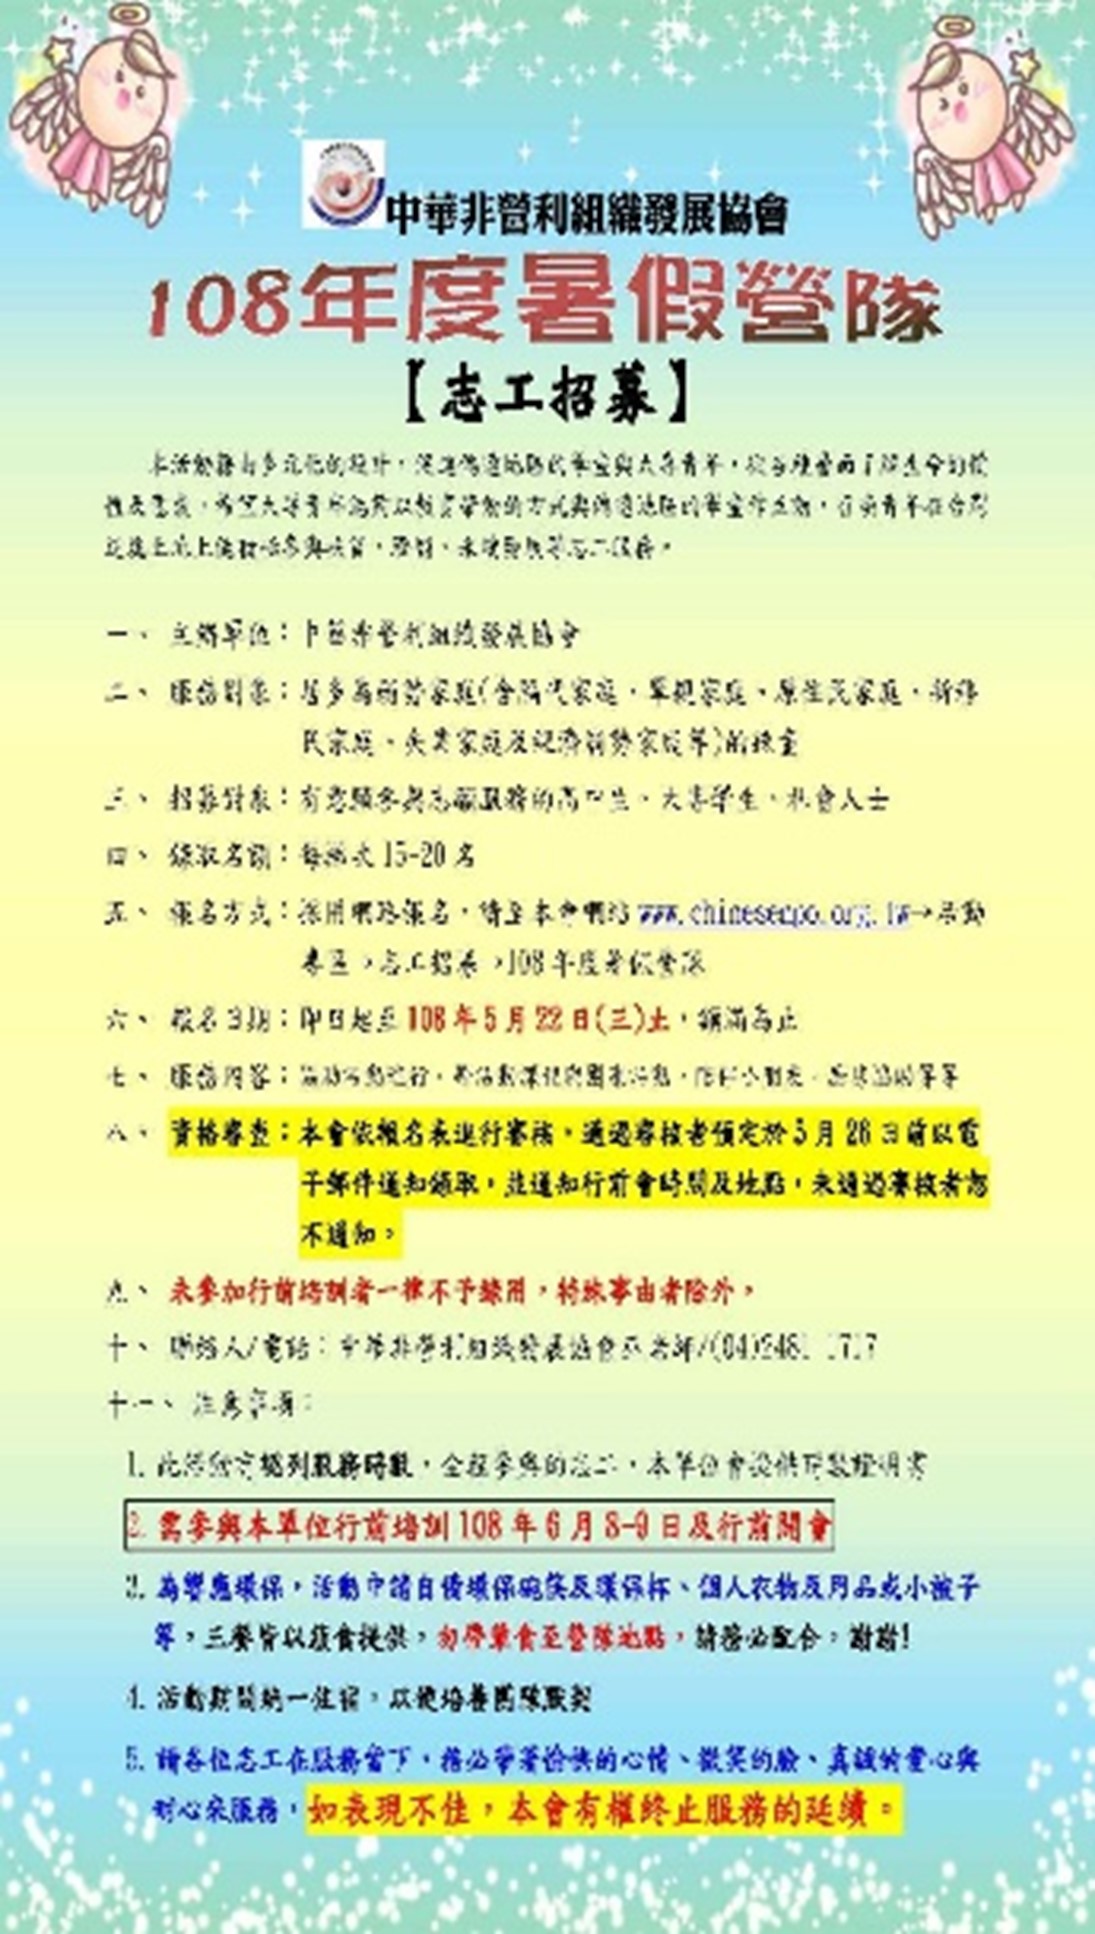 中華非營利組織發展協會
108年度暑假營隊
【志工招募】
一、 主辦單位：中華非營利組織發展協會
二、 服務對象：居多為弱勢家庭(含隔代家庭、單親家庭、原住民家庭、新移
民家庭、失業家庭及經濟弱勢家庭等)的孩童
三、 招募對象：有意願參與志願服務的高中生、大專學生、社會人士
四、 錄取名額：每梯次 15-20 名
五、 報名方式：採用網路報名，請至本會網站 www.chinesenpo.org.tw→活動
專區→志工招募→108 年度暑假營隊
六、 報名日期：即日起至 108 年 5 月 22 日(三)止，額滿為止
七、 服務內容：協助活動進行、
八、 資格審查：本會依報名表進行審核，通過審核者預定於 5 月 28 日前以電
子郵件通知錄取，並通知行前會時間及地點，未通過審核者恕
不通知。
九、 未參加行前培訓者一律不予錄用，特殊事由者除外。
十、 聯絡人/電話：中華非營利組織發展協會巫老師/(04)2481-1717
十一、 注意事項：
1. 此活動可認列服務時數，全程參與的志工，本單位會提供時數證明書
2. 需參與本單位行前培訓 108 年 6 月 8-9 日及行前開會
3. 為響應環保，活動中請自備環保碗筷及環保杯、個人衣物及用品或小被子
等，三餐皆以蔬食提供，勿帶葷食至營隊地點，請務必配合，謝謝!
4. 活動期間統一住宿，以便培養團隊默契
5. 請各位志工在服務當下，務必帶著愉快的心情、微笑的臉、真誠的愛心與
耐心來服務，如表現不佳，本會有權終止服務的延續。